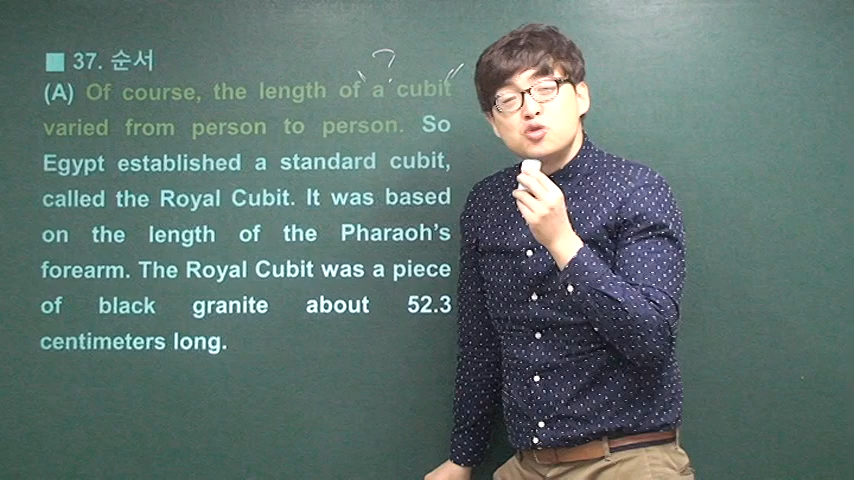 ■ 37. 순서
?
(A) Of course, the length of a cubit
varied from person to person. So
Egypt established a standard cubit,
called the Royal Cubit. It was based
on the length of the Pharaoh's
forearm. The Royal Cubit was a piece
of black granite about 52.3
centimeters long.